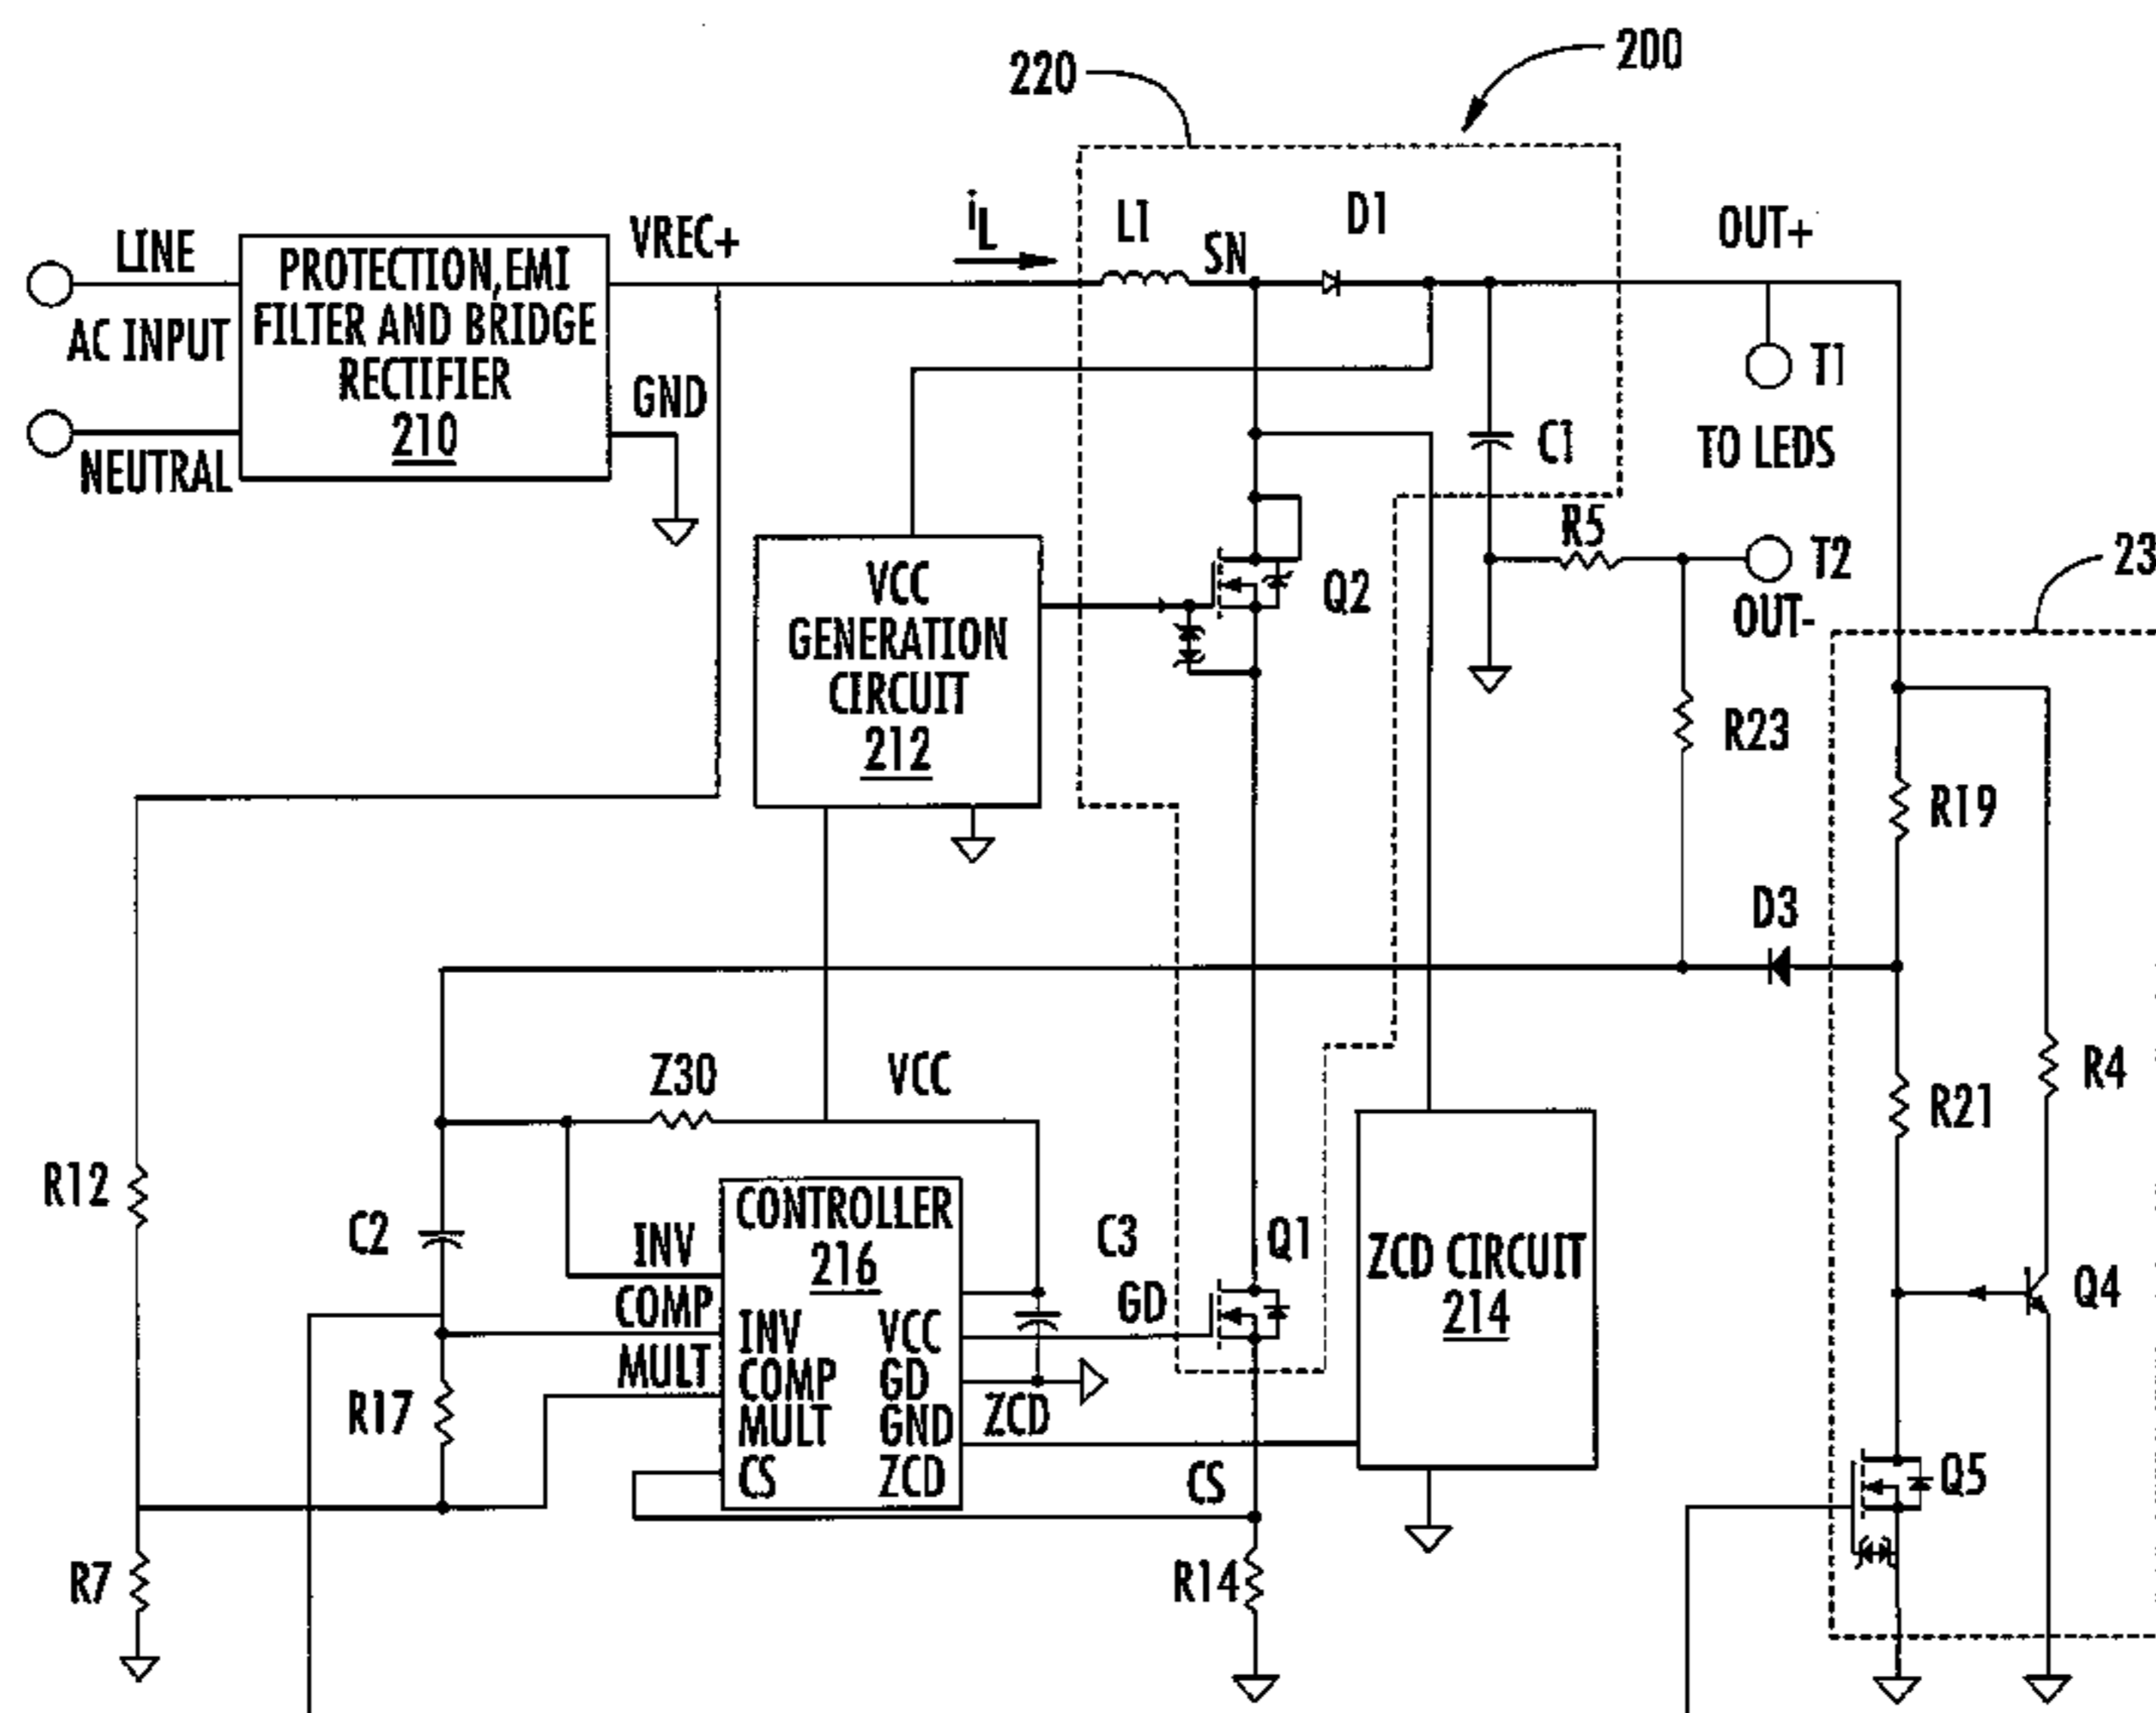 220
200
LINE
AC INPUT
NEUTRAL
PROTECTION,EMI
FILTER AND BRIDGE
RECTIFIER
210
VREC+
GND
iL
L1
SN
D1
OUT+
T1
TO LEDS
C1
R5
T2
OUT-
23
VCC
GENERATION
CIRCUIT
212
Q2
R23
R19
D3
R4
R21
Z30
VCC
R12
C2
INV
COMP
MULT
CONTROLLER
216
INV VCC
COMP GD
MULT GND
CS ZCD
C3
GD
ZCD
Q1
ZCD CIRCUIT
214
Q4
R17
CS
Q5
R7
R14